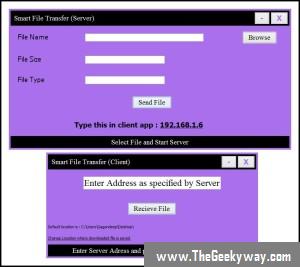 Smart File Transfer (Server)
- X
File Name
Browse
File Size
File Type
Send File
Type this in client app : 192.168.1.6
Select File and Start Server
Smart File Transfer (Client)
- X
Enter Address as specified by Server
Recieve File
Default location is : C:\Users\Gagandeep\Desktop\
Change Location where downloaded file is saved
Enter Server Adress and
www.TheGeekyway.com